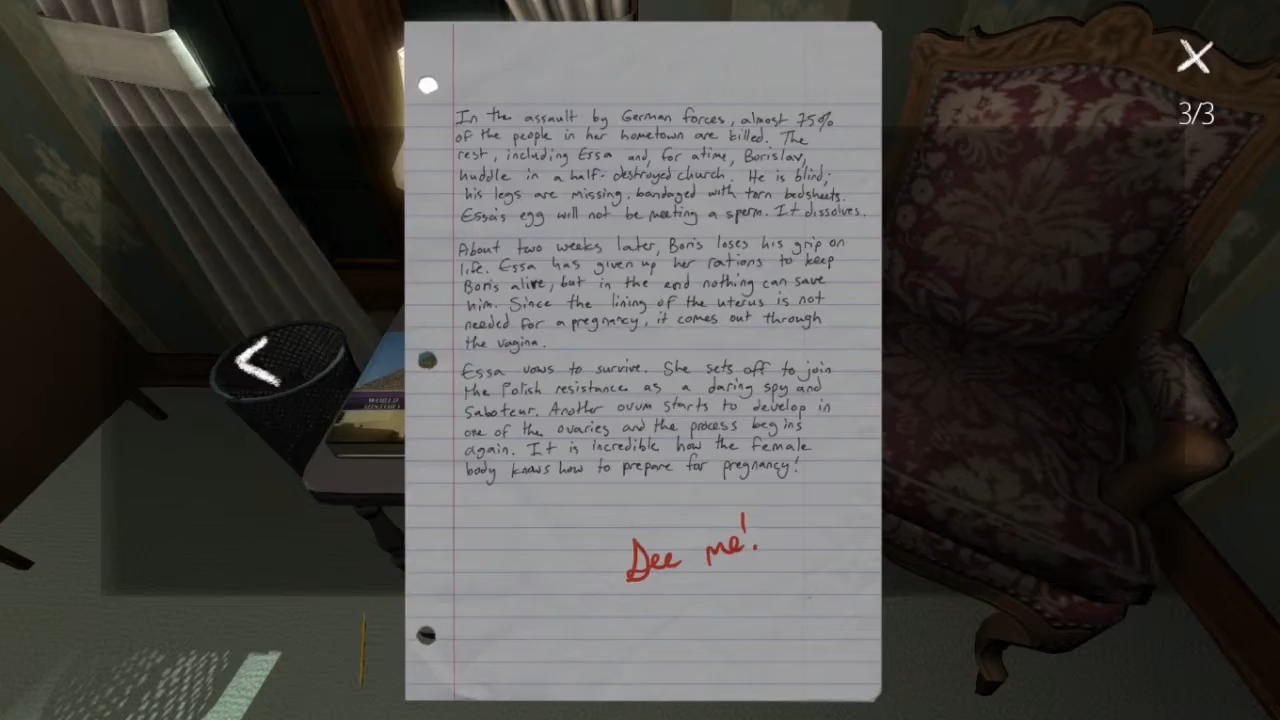 3/3
In the assault by German forces, almost 75%
of the people in her hometown are killed. The
rest, including Essa and, for a time, Borislav,
huddle in a half-destroyed church. He is blind;
his legs are missing, bandaged with torn bedsheets.
Essa's egg will not be meeting a sperm. It dissolves.
About two weeks later, Boris loses his grip on
life. Essa has given up her rations to keep
Boris alive, but in the end nothing can save
him. Since the lining of the uterus is not
needed for a pregnancy, it comes out through
the vagina.
Essa vows to survive. She sets off to join
the Polish resistance as a daring spy and
saboteur. Another ovum starts to develop in
one of the ovaries and the process begins
again. It is incredible how the female
body knows how to prepare for pregnancy!
See me!